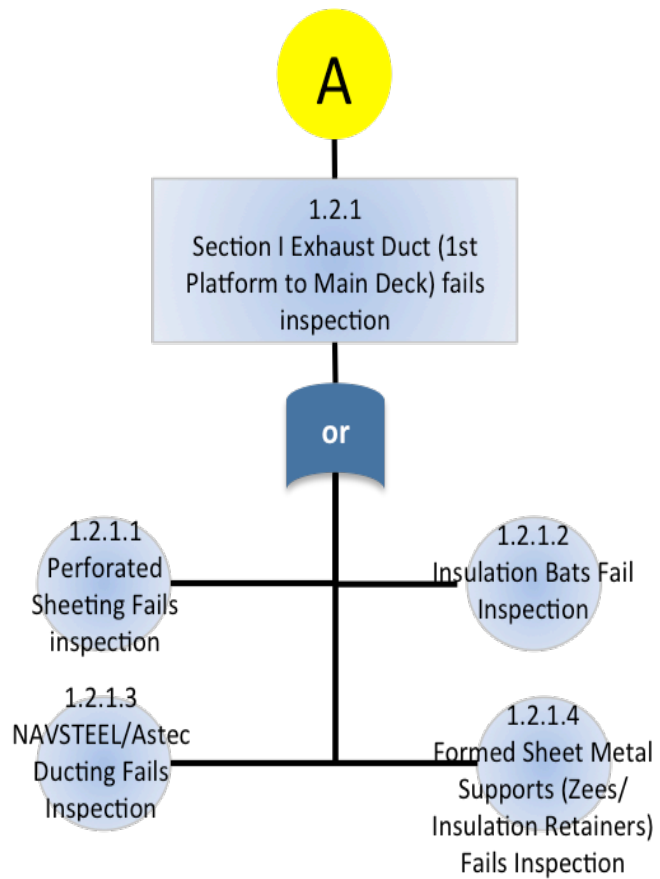 A
1.2.1
Section I Exhaust Duct (1st
Platform to Main Deck) fails
inspection
or
1.2.1.1
Perforated
Sheeting Fails
inspection
1.2.1.2
Insulation Bats Fail
Inspection
1.2.1.3
NAVSTEEL/Astec
Ducting Fails
Inspection
1.2.1.4
Formed Sheet Metal
Supports (Zees/
Insulation Retainers)
Fails Inspection